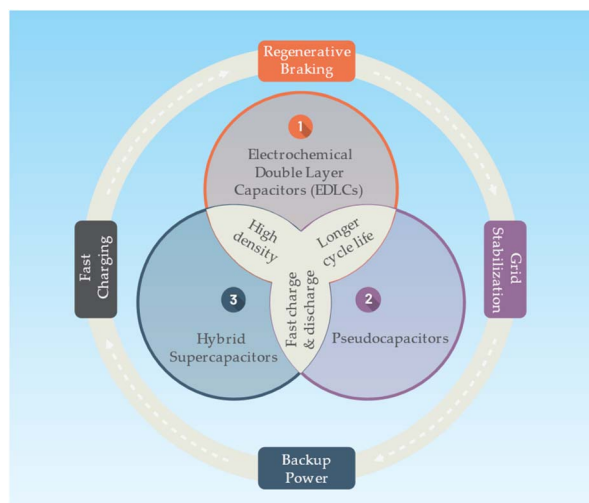 Regenerative
Braking
1
Electrochemical
Double Layer
Capacitors (EDLCs)
High
density
Longer
cycle life
Fast
Charging
Grid
Stabilization
3
Fast charge
& discharge
2
Hybrid
Supercapacitors
Pseudocapacitors
Backup
Power